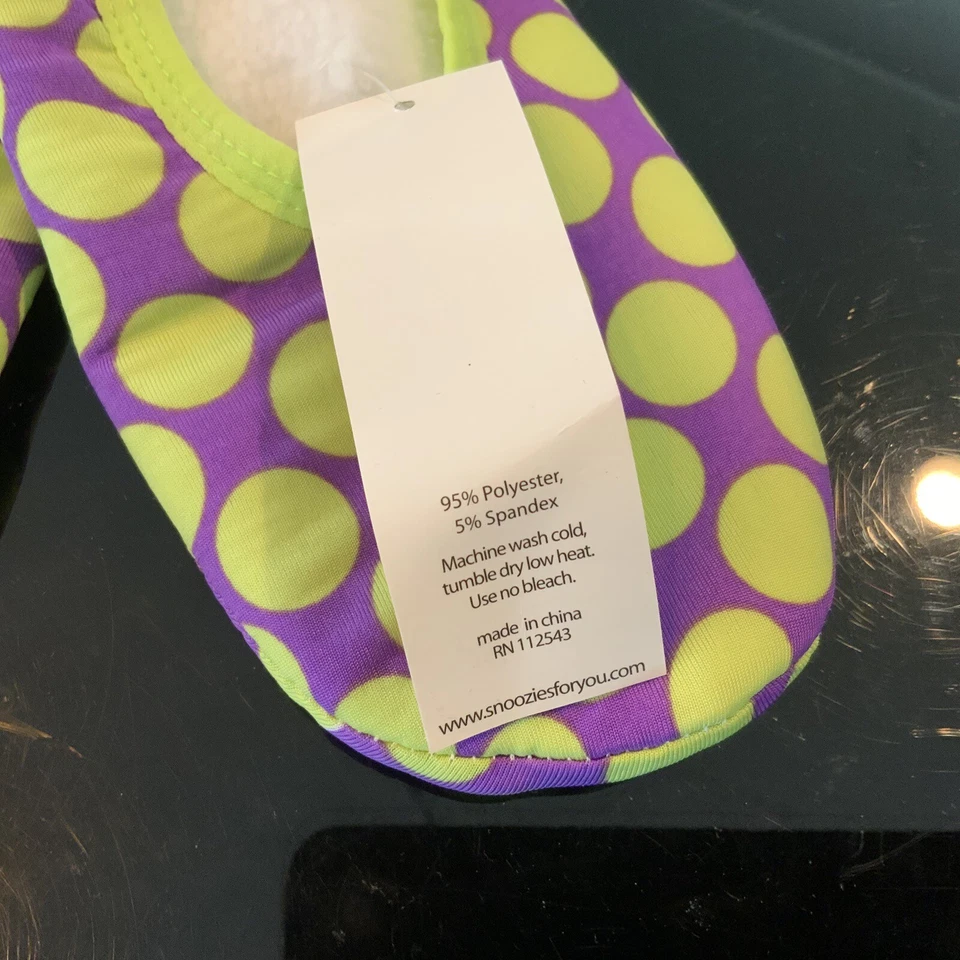 95% Polyester,
5% Spandex
Machine wash cold,
tumble dry low heat.
Use no bleach.
made in china
RN 112543
www.snooziesforyou.com